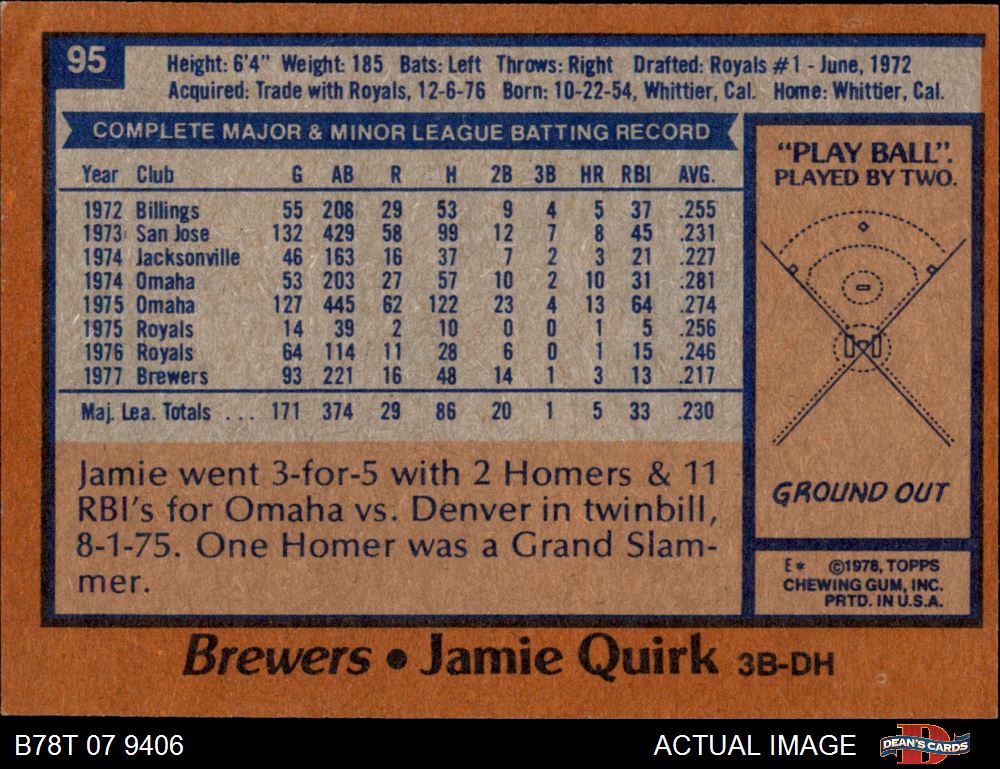 95
Height: 6'4" Weight: 185 Bats: Left Throws: Right Drafted: Royals #1 - June, 1972
Acquired: Trade with Royals, 12-6-76 Born: 10-22-54, Whittier, Cal. Home: Whittier, Cal.
COMPLETE MAJOR & MINOR LEAGUE BATTING RECORD
Year Club G AB R H 2B 3B HR RBI AVG.
1972 Billings 55 208 29 53 9 4 5 37 .255
1973 San Jose 132 429 58 99 12 7 8 45 .231
1974 Jacksonville 46 163 16 37 7 2 3 21 .227
1974 Omaha 53 203 27 57 10 2 10 31 .281
1975 Omaha 127 445 62 122 23 4 13 64 .274
1975 Royals 14 39 2 10 0 0 1 5 .256
1976 Royals 64 114 11 28 6 0 1 15 .246
1977 Brewers 93 221 16 48 14 1 3 13 .217
Maj. Lea. Totals ... 171 374 29 86 20 1 5 33 .230
Jamie went 3-for-5 with 2 Homers & 11
RBI's for Omaha vs. Denver in twinbill,
8-1-75. One Homer was a Grand Slam-
mer.
"PLAY BALL".
PLAYED BY TWO.
GROUND OUT
E* ©1978, TOPPS
CHEWING GUM, INC.
PRTD. IN U.S.A.
Brewers • Jamie Quirk 3B-DH
B78T 07 9406
ACTUAL IMAGE
DEAN'S CARDS